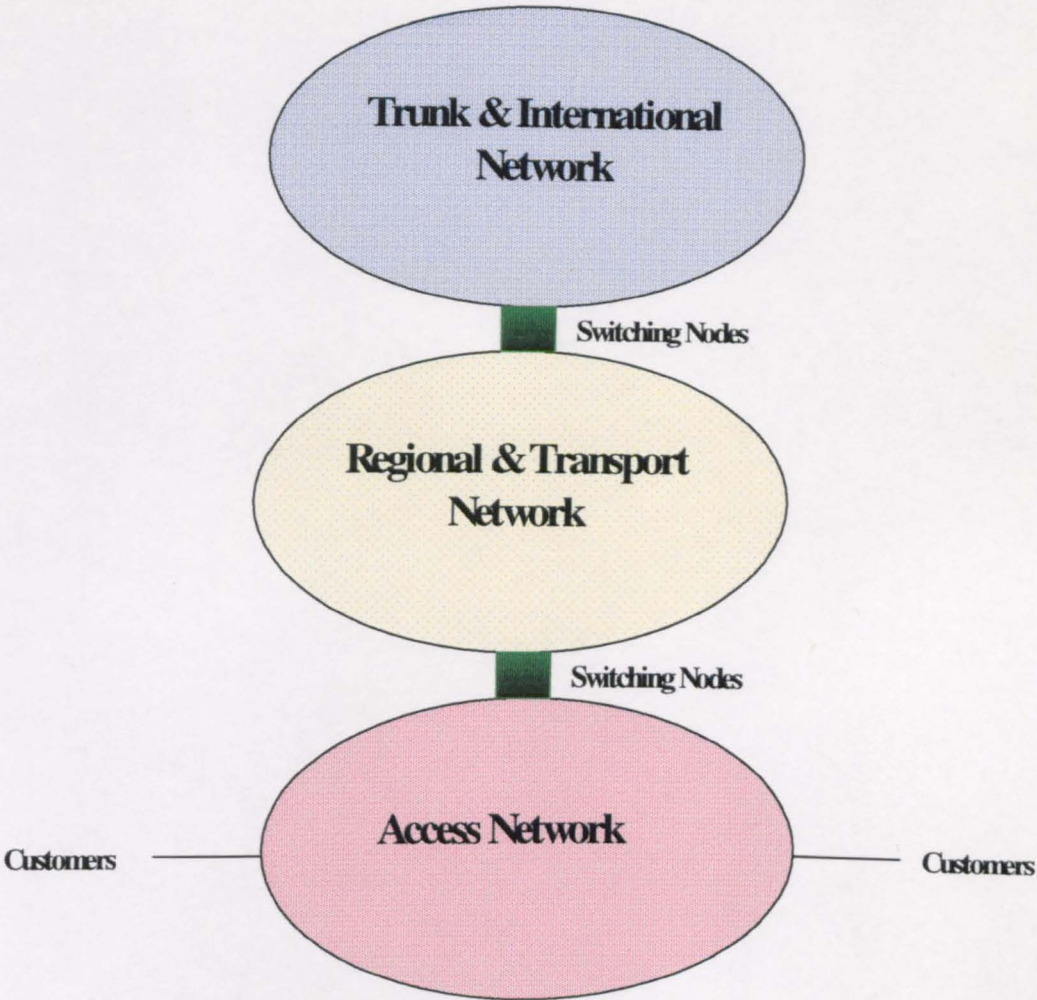 Trunk & International
Network
Switching Nodes
Regional & Transport
Network
Switching Nodes
Access Network
Customers
Customers